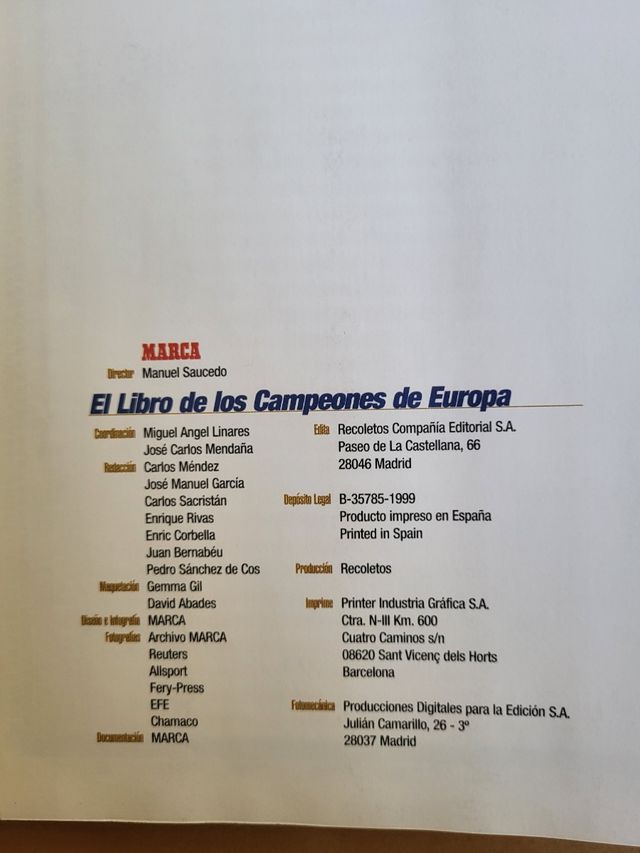 MARCA
Director Manuel Saucedo
El Libro de los Campeones de Europa
Coordinación Miguel Angel Linares
José Carlos Mendaña
Redacción Carlos Méndez
José Manuel García
Carlos Sacristán
Enrique Rivas
Enric Corbella
Juan Bernabéu
Pedro Sánchez de Cos
Maquetación Gemma Gil
David Abades
Diseño e Infografía MARCA
Fotografías Archivo MARCA
Reuters
Allsport
Fery-Press
EFE
Chamaco
Documentación MARCA
Edita Recoletos Compañía Editorial S.A.
Paseo de La Castellana, 66
28046 Madrid
Depósito Legal B-35785-1999
Producto impreso en España
Printed in Spain
Producción Recoletos
Imprime Printer Industria Gráfica S.A.
Ctra. N-III Km. 600
Cuatro Caminos s/n
08620 Sant Vicenç dels Horts
Barcelona
Fotomecánica Producciones Digitales para la Edición S.A.
Julián Camarillo, 26 - 3º
28037 Madrid